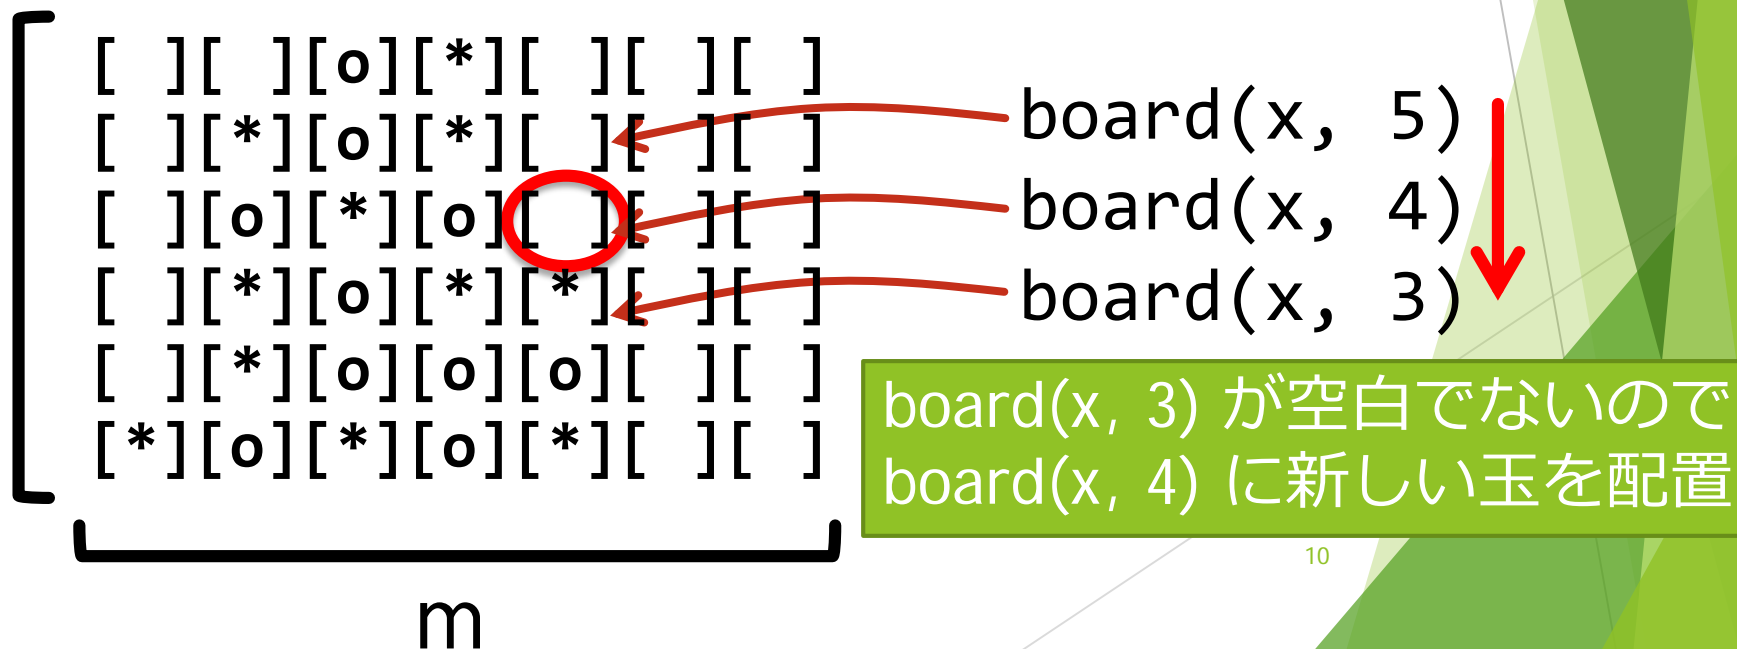 [ ][ ][o][*][ ][ ][ ]
[ ][*][o][*][ ][ ][ ]
[ ][o][*][o][ ][ ][ ]
[ ][*][o][*][*][ ][ ]
[ ][*][o][o][o][ ][ ]
[*][o][*][o][*][ ][ ]
m
board(x, 5)
board(x, 4)
board(x, 3)
board(x, 3) が空白でないので
board(x, 4) に新しい玉を配置
10